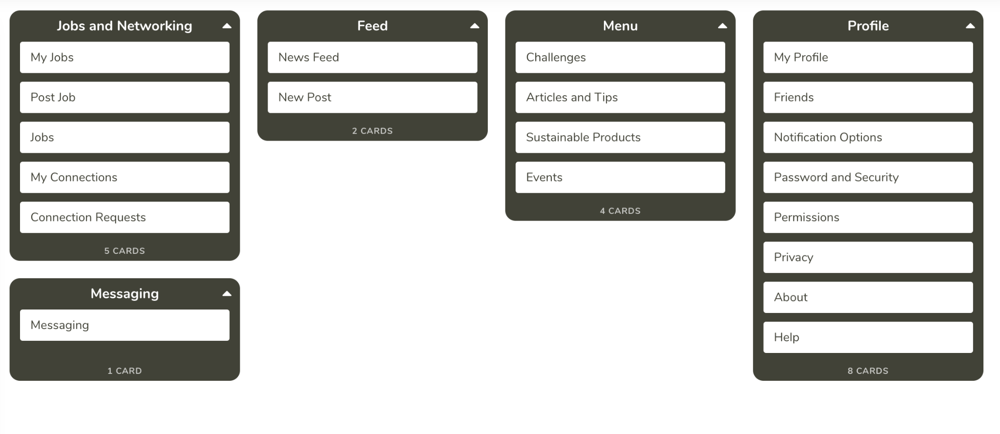 Jobs and Networking
My Jobs
Post Job
Jobs
My Connections
Connection Requests
5 CARDS
Messaging
Messaging
1 CARD
Feed
News Feed
New Post
2 CARDS
Menu
Challenges
Articles and Tips
Sustainable Products
Events
4 CARDS
Profile
My Profile
Friends
Notification Options
Password and Security
Permissions
Privacy
About
Help
8 CARDS